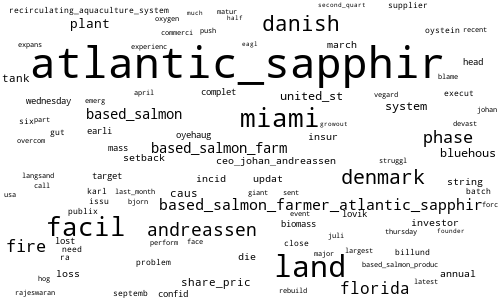 recirculating_aquaculture_system much matur second_quart supplier
plant oxygen half danish oystein recent
commerci push
expans experienc eagl march head
atlantic_sapphir
tank blame
april complet united_st vegard execut
wednesday emerg system johan
sixpart based_salmon miami growout devast
gut earli insur phase
overcom oyehaug
mass based_salmon_farm bluehous
setback ceo_johan_andreassen struggl
langsand target incid updat denmark string
call
usa karl last_month caus giant sent batch
issu bjorn based_salmon_farmer_atlantic_sapphir forc
publix event lovik
facil andreassen biomass investor
juli thursday founder
fire lost perform face close
need die major largest billund
ra problem land based_salmon_produc
loss annual
hog share_pric florida latest
rajeswaran septemb confid rebuild